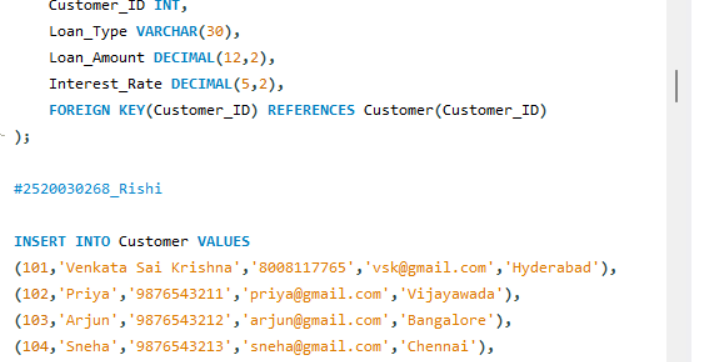 Customer_ID INT,
Loan_Type VARCHAR(30),
Loan_Amount DECIMAL(12,2),
Interest_Rate DECIMAL(5,2),
FOREIGN KEY(Customer_ID) REFERENCES Customer(Customer_ID)
);
#2520030268_Rishi
INSERT INTO Customer VALUES
(101,'Venkata Sai Krishna','8008117765','vsk@gmail.com','Hyderabad'),
(102,'Priya','9876543211','priya@gmail.com','Vijayawada'),
(103,'Arjun','9876543212','arjun@gmail.com','Bangalore'),
(104,'Sneha','9876543213','sneha@gmail.com','Chennai'),